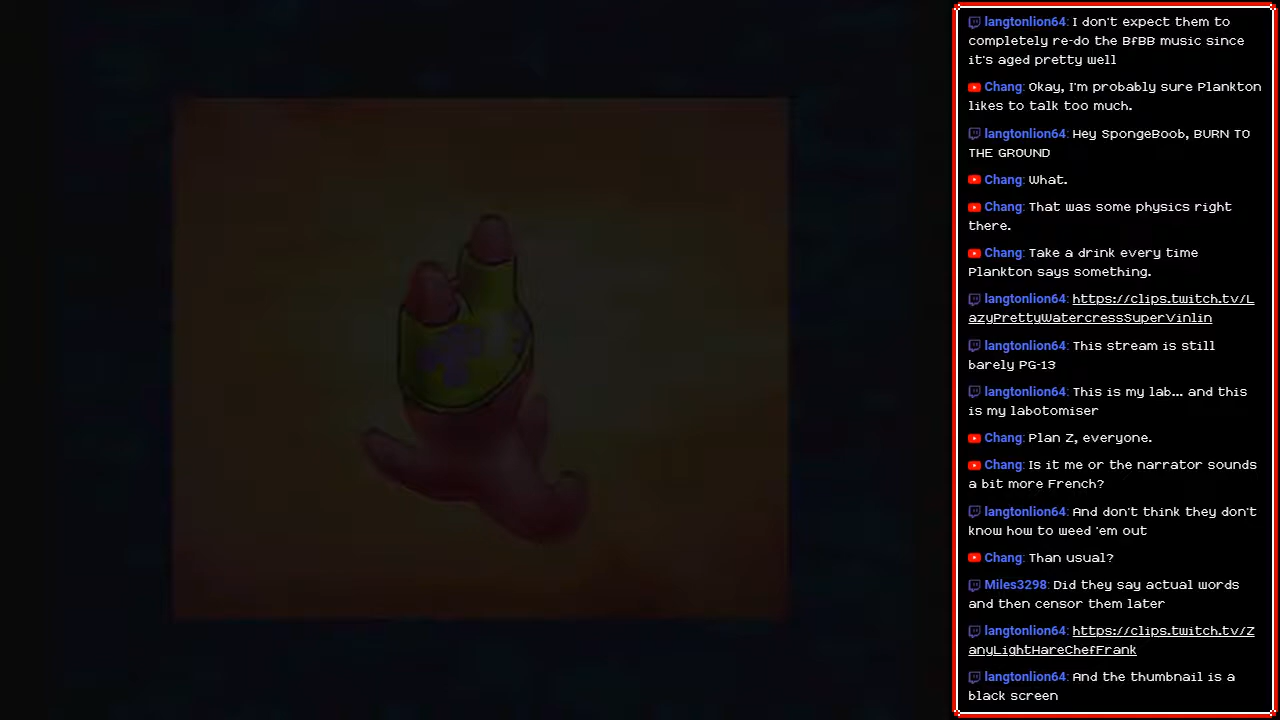 langtonlion64: I don't expect them to
completely re-do the BfBB music since
it's aged pretty well
Chang: Okay, I'm probably sure Plankton
likes to talk too much.
langtonlion64: Hey SpongeBoob, BURN TO
THE GROUND
Chang: What.
Chang: That was some physics right
there.
Chang: Take a drink every time
Plankton says something.
langtonlion64: https://clips.twitch.tv/L
azyPrettyWatercressSuperVinlin
langtonlion64: This stream is still
barely PG-13
langtonlion64: This is my lab... and this
is my labotomiser
Chang: Plan Z, everyone.
Chang: Is it me or the narrator sounds
a bit more French?
langtonlion64: And don't think they don't
know how to weed 'em out
Chang: Than usual?
Miles3298: Did they say actual words
and then censor them later
langtonlion64: https://clips.twitch.tv/Z
anyLightHareChefFrank
langtonlion64: And the thumbnail is a
black screen